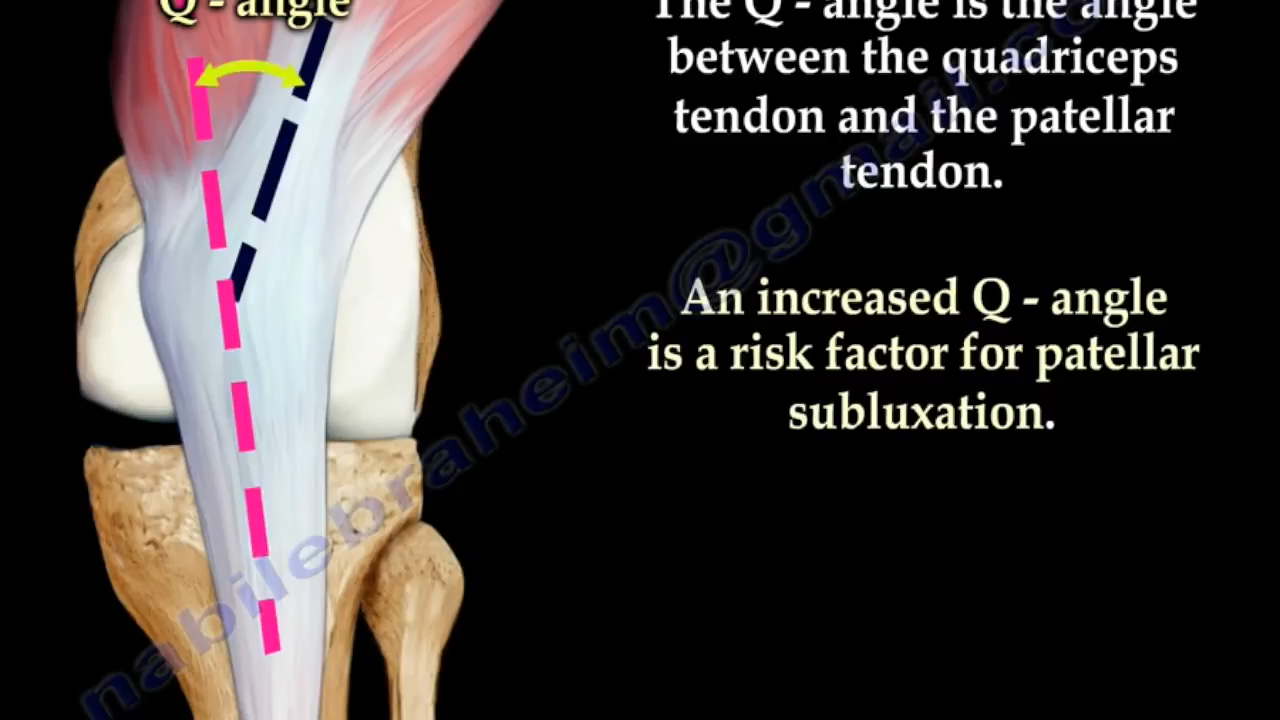 Q - angle
The Q - angle is the angle
between the quadriceps
tendon and the patellar
tendon.
An increased Q - angle
is a risk factor for patellar
subluxation.
nabilebraheim@gmail.com